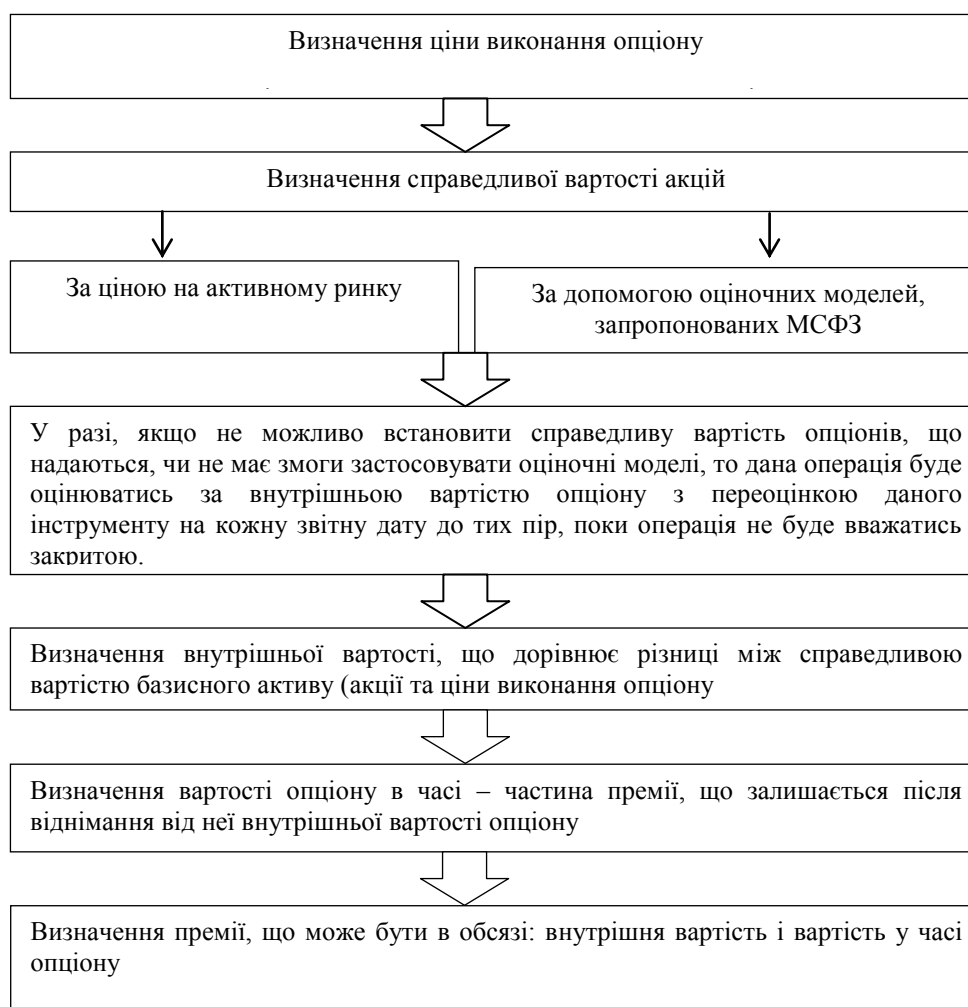 Визначення ціни виконання опціону
Визначення справедливої вартості акцій
За ціною на активному ринку
За допомогою оціночних моделей,
запропонованих МСФЗ
У разі, якщо не можливо встановити справедливу вартість опціонів, що
надаються, чи не має змоги застосовувати оціночні моделі, то дана операція буде
оцінюватись за внутрішньою вартістю опціону з переоцінкою даного
інструменту на кожну звітну дату до тих пір, поки операція не буде вважатись
закритою.
Визначення внутрішньої вартості, що дорівнює різниці між справедливою
вартістю базисного активу (акції та ціни виконання опціону
Визначення вартості опціону в часі – частина премії, що залишається після
віднімання від неї внутрішньої вартості опціону
Визначення премії, що може бути в обсязі: внутрішня вартість і вартість у часі
опціону